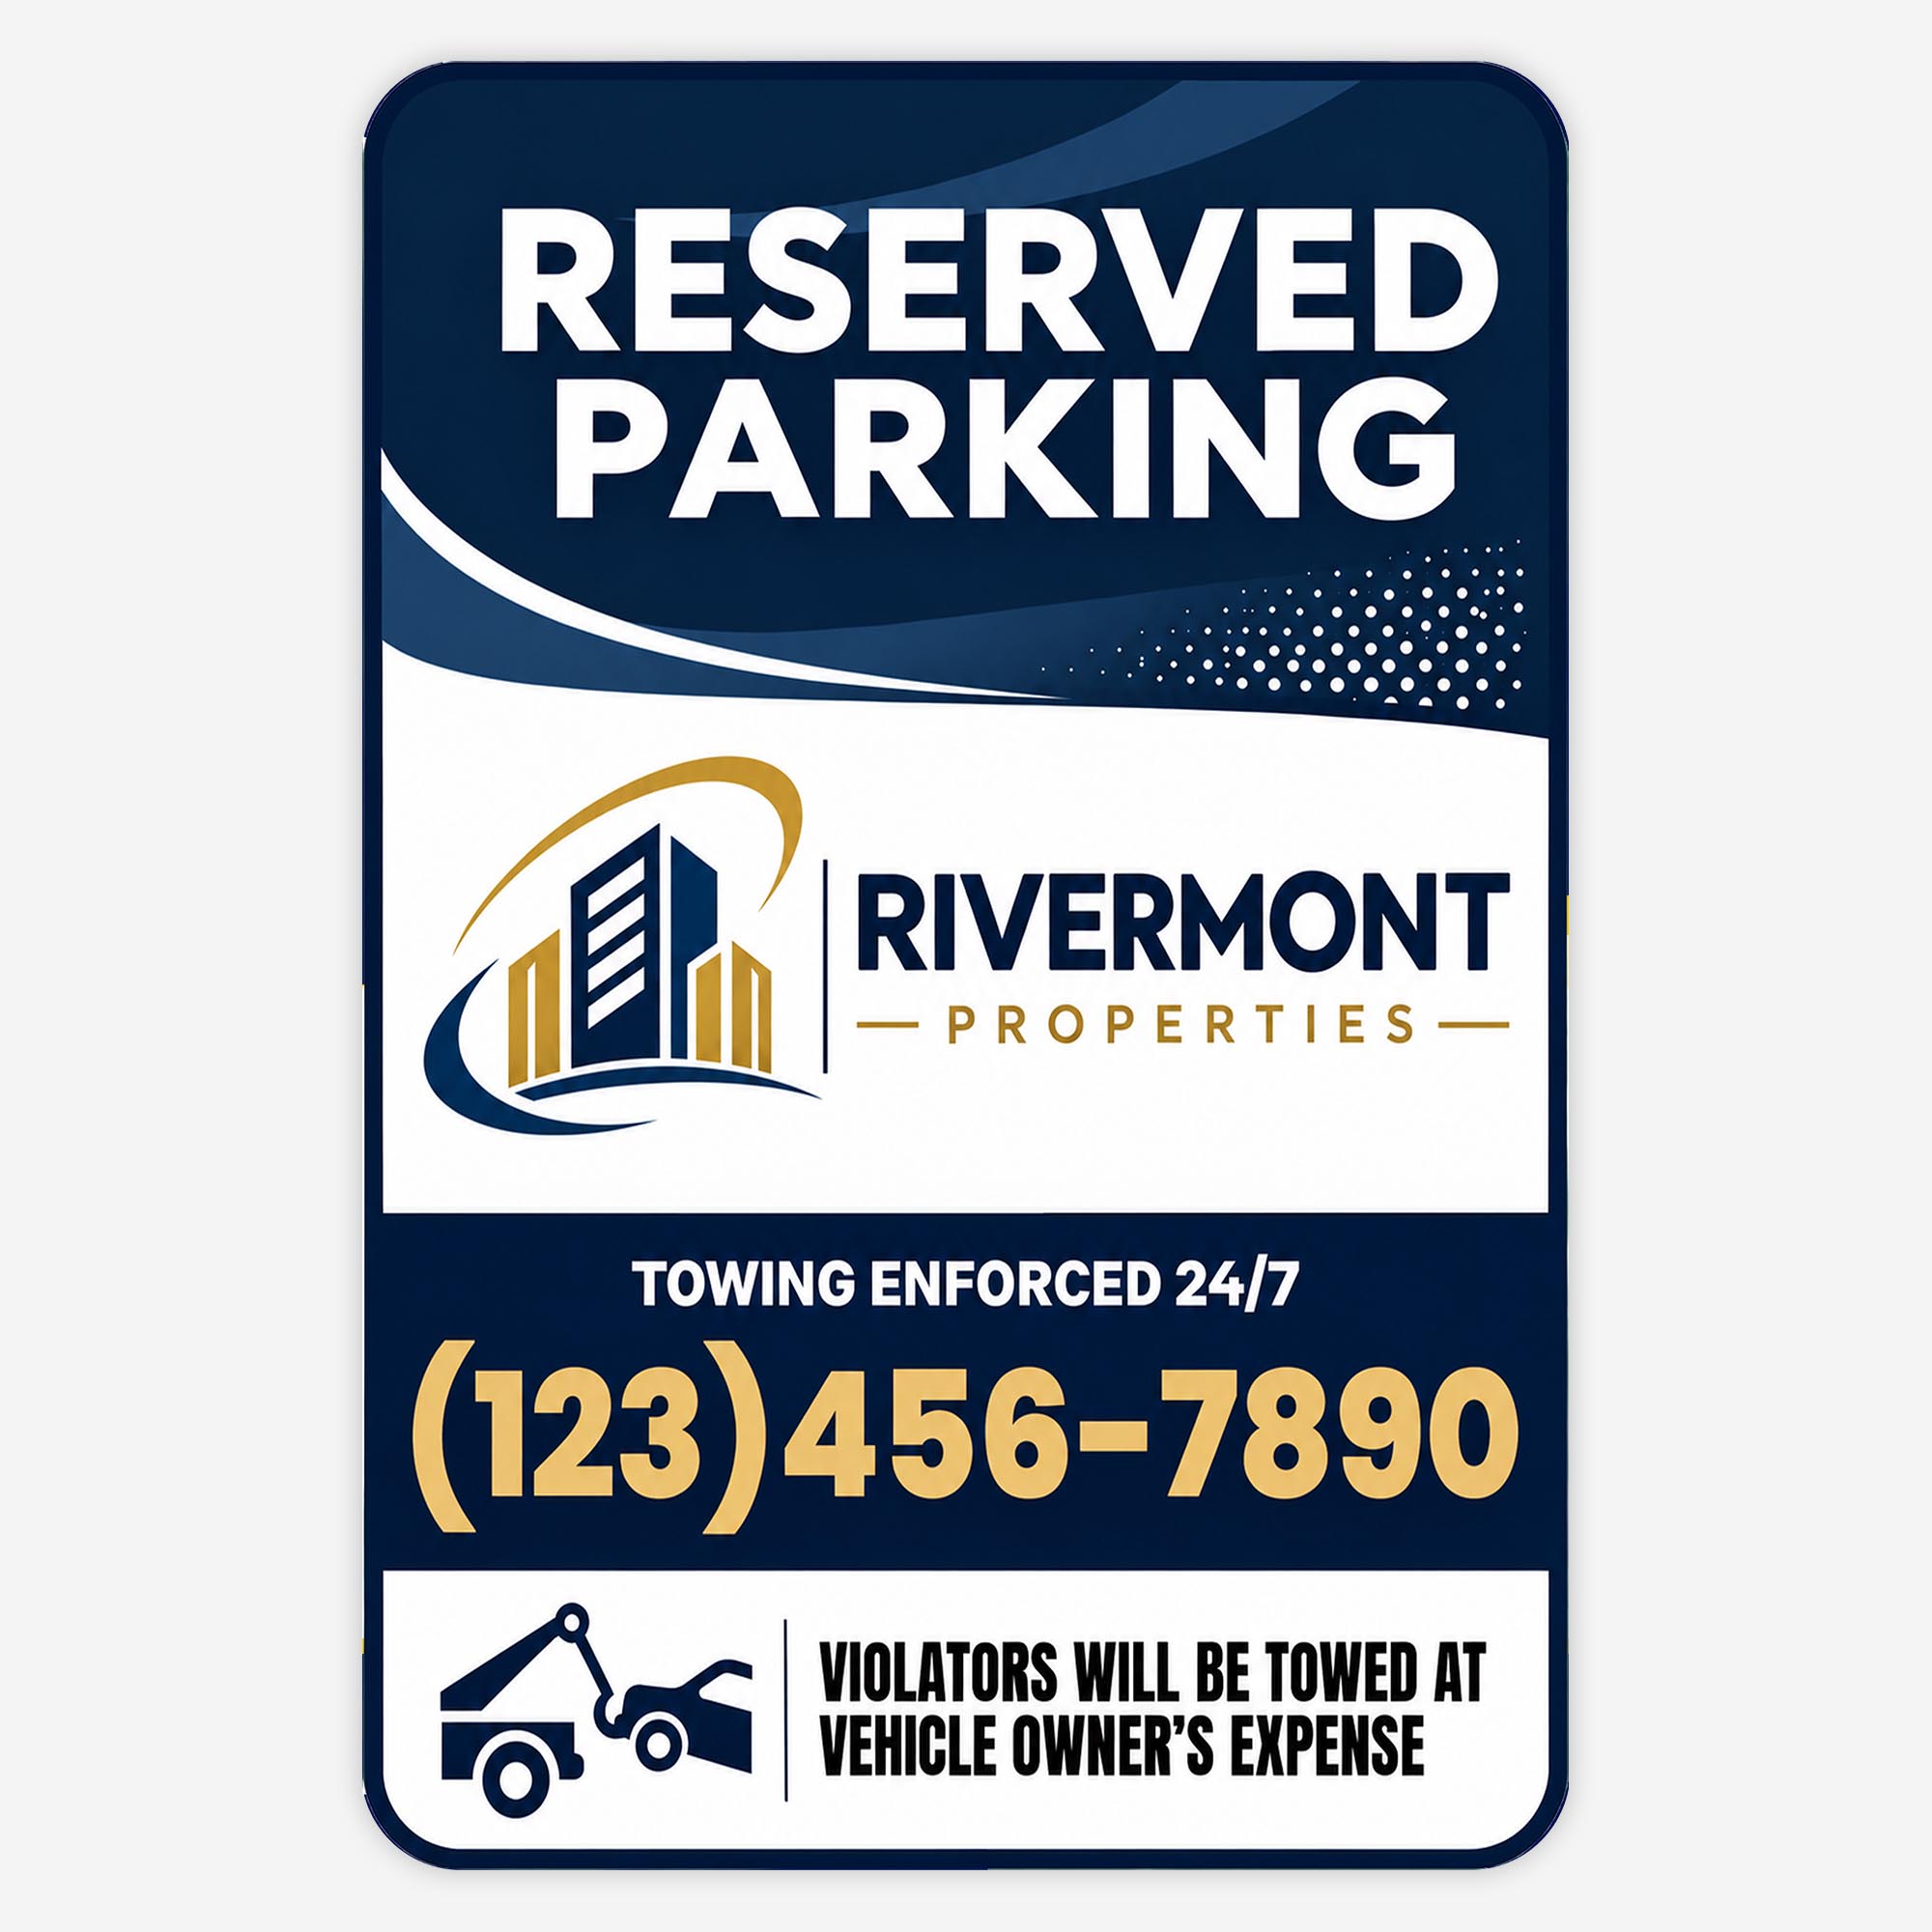 RESERVED
PARKING
RIVERMONT
PROPERTIES
TOWING ENFORCED 24/7
(123)456-7890
VIOLATORS WILL BE TOWED AT
VEHICLE OWNER’S EXPENSE